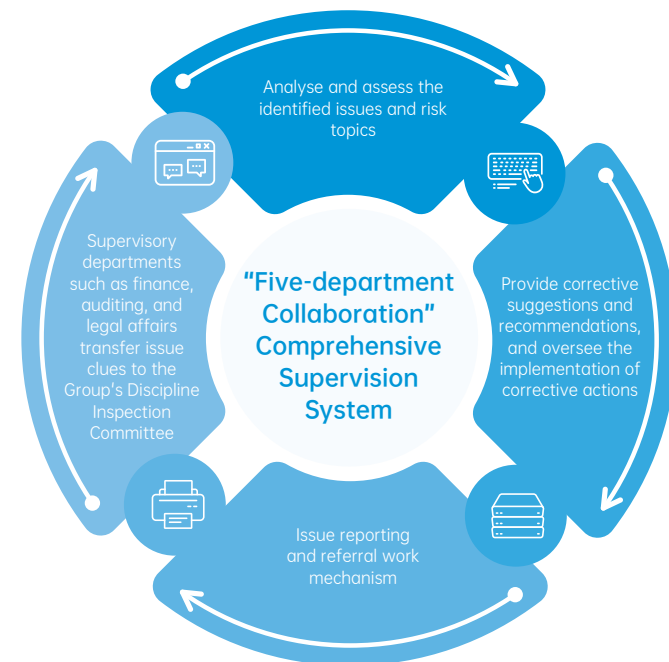 Analyse and assess the
identified issues and risk
topics
Supervisory
departments
such as finance,
auditing, and
legal affairs
transfer issue
clues to the
Group's Discipline
Inspection
Committee
"Five-department
Collaboration"
Comprehensive
Supervision
System
Provide corrective
suggestions and
recommendations,
and oversee the
implementation of
corrective actions
Issue reporting
and referral work
mechanism